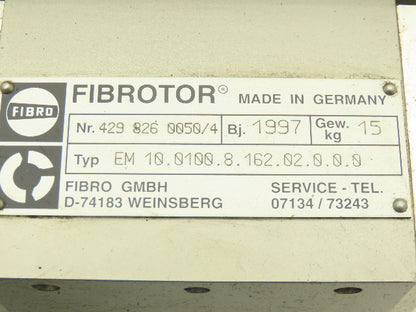 FIBRO
FIBROTOR® MADE IN GERMANY
Nr. 429 826 0050/4 Bj. 1997 Gew. kg 15
Typ EM 10.0100.8.162.02.0.0.0
FIBRO GMBH SERVICE - TEL.
D-74183 WEINSBERG 07134 / 73243